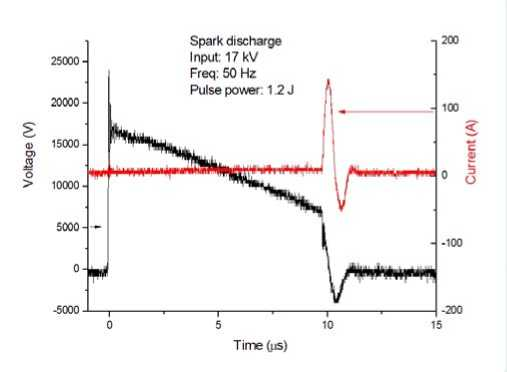 Spark discharge
Input: 17 kV
Freq: 50 Hz
Pulse power: 1.2 J
Voltage (V)
25000
20000
15000
10000
5000
0
-5000
200
100
0
-100
-200
Current (A)
0
5
10
15
Time (μs)